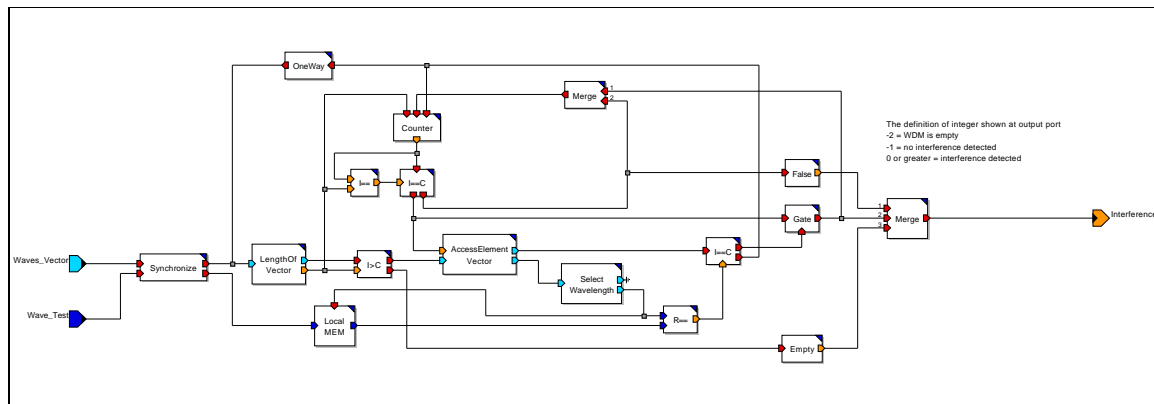 OneWay
Merge
1
2
Counter
The definition of integer shown at output port
-2 = WDM is empty
-1 = no interference detected
0 or greater = interference detected
I==
I==C
False
Gate
1
2
3
Merge
Interference
Waves_Vector
Synchronize
LengthOf
Vector
I>C
AccessElement
Vector
I==C
Select
Wavelength
Wave_Test
Local
MEM
R==
Empty